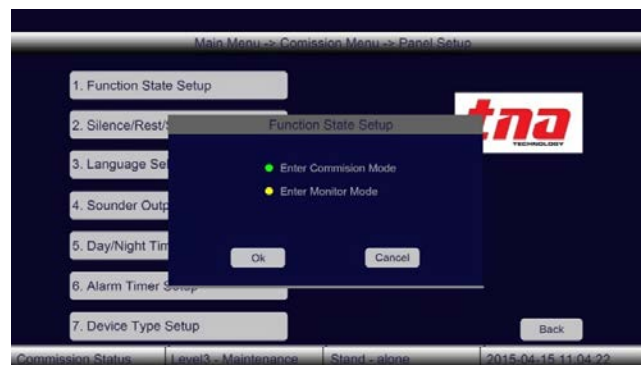 Main Menu -> Comission Menu -> Panel Setup
1. Function State Setup
2. Silence/Rest/
Function State Setup
tna
TECHNOLOGY
3. Language Sel
Enter Commision Mode
Enter Monitor Mode
4. Sounder Outp
5. Day/Night Tim
Ok
Cancel
6. Alarm Timer Setup
7. Device Type Setup
Back
Commission Status
Level3 - Maintenance
Stand - alone
2015-04-15 11:04:22